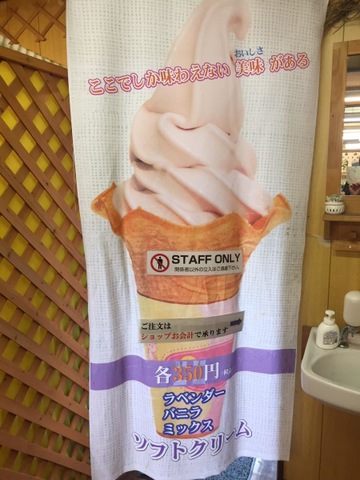 ここでしか味わえない 美味 がある
おいしさ
STAFF ONLY
関係者以外の立入はご遠慮下さい。
ご注文は
ショップお会計で承ります
各350円
ラベンダー
バニラ
ミックス
ソフトクリーム